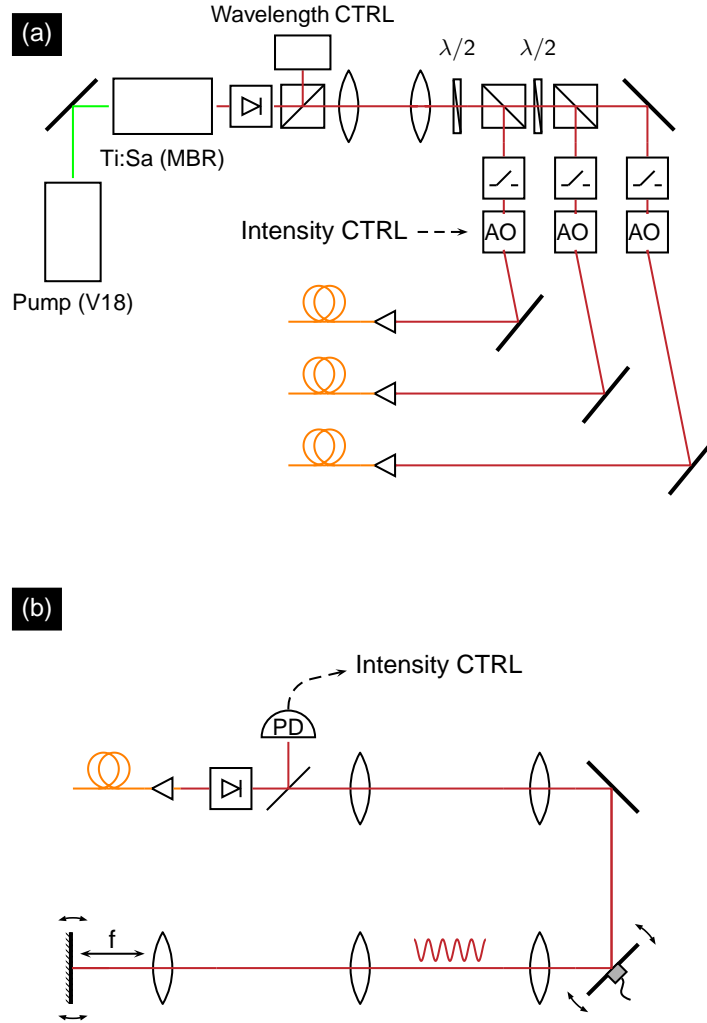 (a)
Wavelength CTRL
λ/2
λ/2
Ti:Sa (MBR)
Intensity CTRL
AO
AO
AO
Pump (V18)
(b)
Intensity CTRL
PD
f